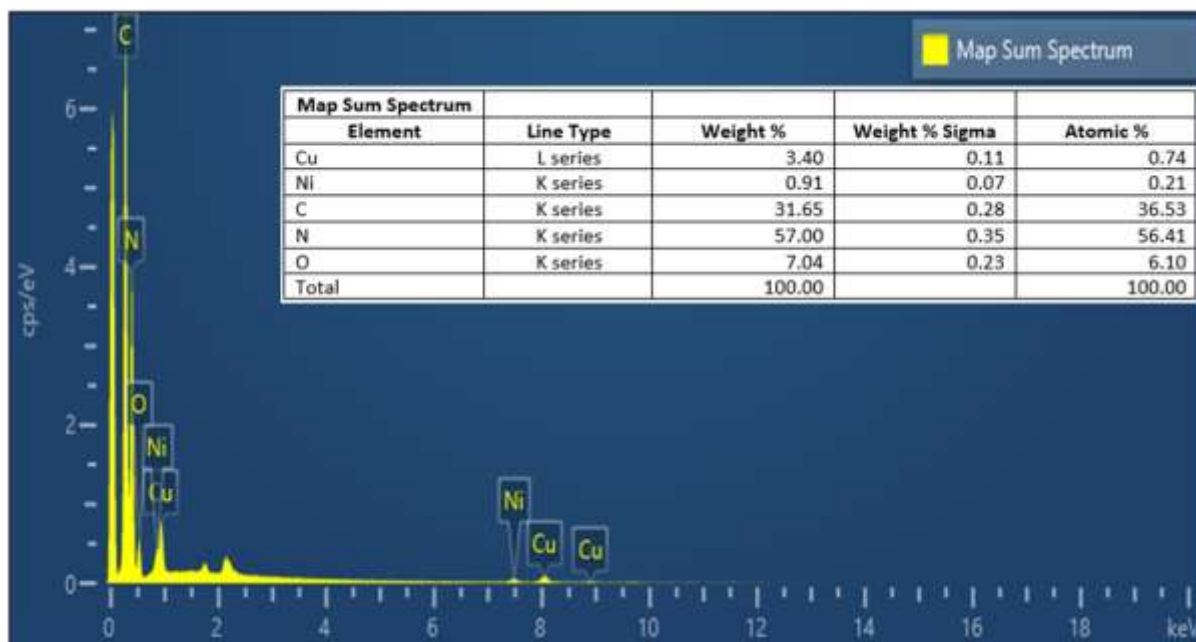 Map Sum Spectrum
Map Sum Spectrum
Element Line Type Weight % Weight % Sigma Atomic %
Cu L series 3.40 0.11 0.74
Ni K series 0.91 0.07 0.21
C K series 31.65 0.28 36.53
N K series 57.00 0.35 56.41
O K series 7.04 0.23 6.10
Total 100.00 100.00
cps/eV
6
4
2
0
C
N
O
Ni
Cu
Ni
Cu
Cu
0 2 4 6 8 10 12 14 16 18 keV